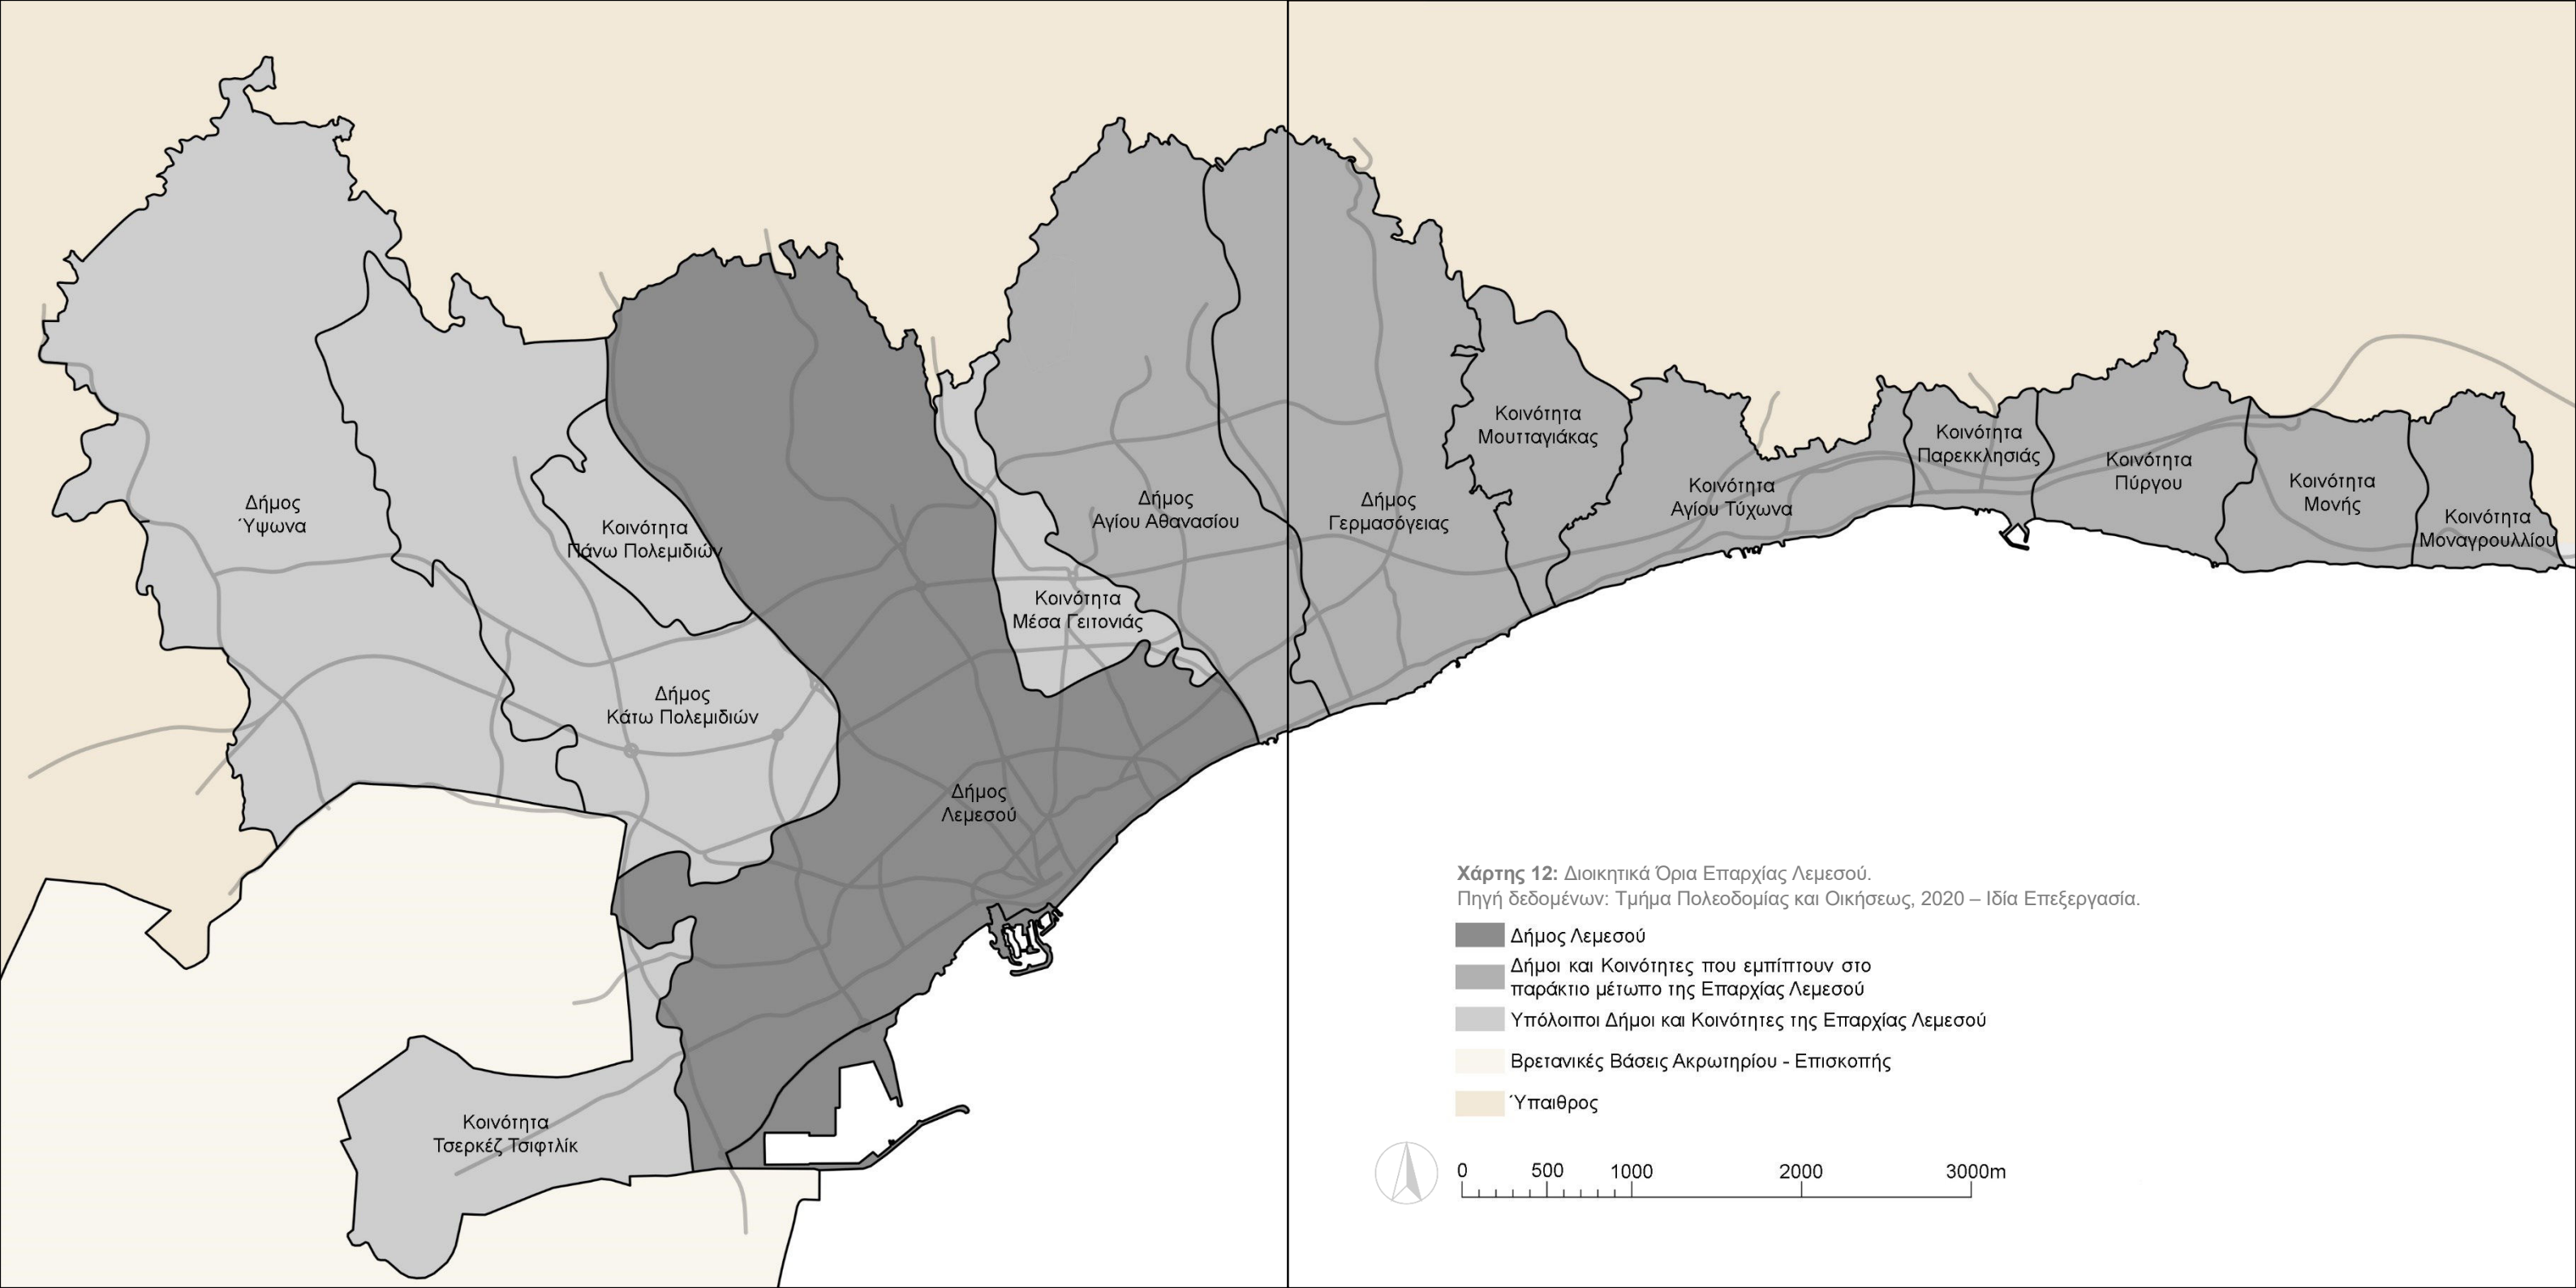 Δήμος
Ύψωνα
Κοινότητα
Πάνω Πολεμιδιών
Δήμος
Κάτω Πολεμιδιών
Δήμος
Λεμεσού
Κοινότητα
Μέσα Γειτονιάς
Δήμος
Αγίου Αθανασίου
Δήμος
Γερμασόγειας
Κοινότητα
Μουτταγιάκας
Κοινότητα
Αγίου Τύχωνα
Κοινότητα
Παρεκκλησιάς
Κοινότητα
Πύργου
Κοινότητα
Μονής
Κοινότητα
Μοναγρουλλίου
Κοινότητα
Τσερκέζ Τσιφτλίκ
Χάρτης 12: Διοικητικά Όρια Επαρχίας Λεμεσού.
Πηγή δεδομένων: Τμήμα Πολεοδομίας και Οικήσεως, 2020 – Ιδία Επεξεργασία.
Δήμος Λεμεσού
Δήμοι και Κοινότητες που εμπίπτουν στο
παράκτιο μέτωπο της Επαρχίας Λεμεσού
Υπόλοιποι Δήμοι και Κοινότητες της Επαρχίας Λεμεσού
Βρετανικές Βάσεις Ακρωτηρίου - Επισκοπής
Ύπαιθρος
0 500 1000 2000 3000m